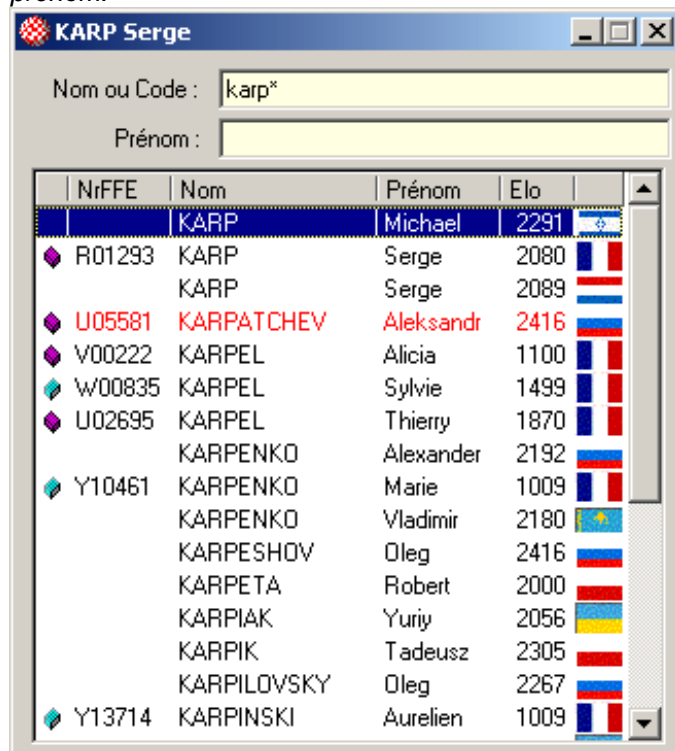 prénom.
KARP Serge
Nom ou Code : karp*
Prénom :
NrFFE Nom Prénom Elo
KARP Michael 2291
R01293 KARP Serge 2080
KARP Serge 2089
U05581 KARPATCHEV Aleksandr 2416
V00222 KARPEL Alicia 1100
W00835 KARPEL Sylvie 1499
U02695 KARPEL Thierry 1870
KARPENKO Alexander 2192
Y10461 KARPENKO Marie 1009
KARPENKO Vladimir 2180
KARPESHOV Oleg 2416
KARPETA Robert 2000
KARPIAK Yuriy 2056
KARPIK Tadeusz 2305
KARPILOVSKY Oleg 2267
Y13714 KARPINSKI Aurelien 1009